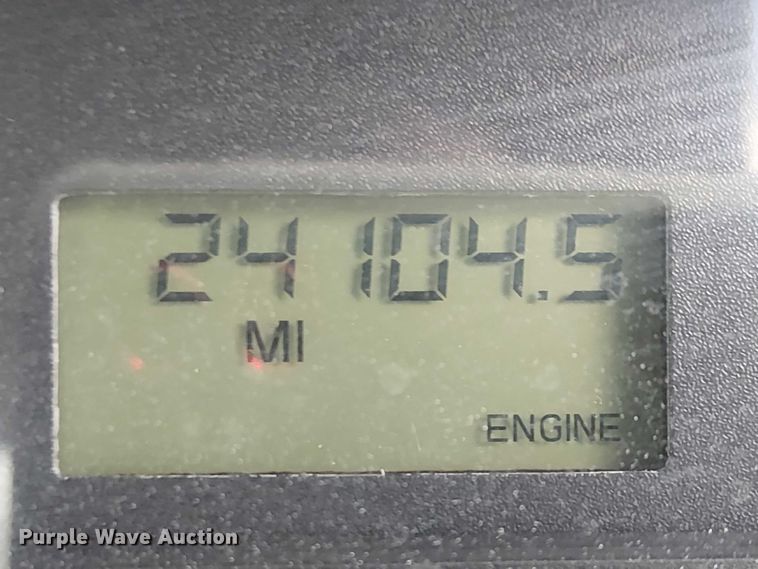 24104.5
MI
ENGINE
Purple Wave Auction